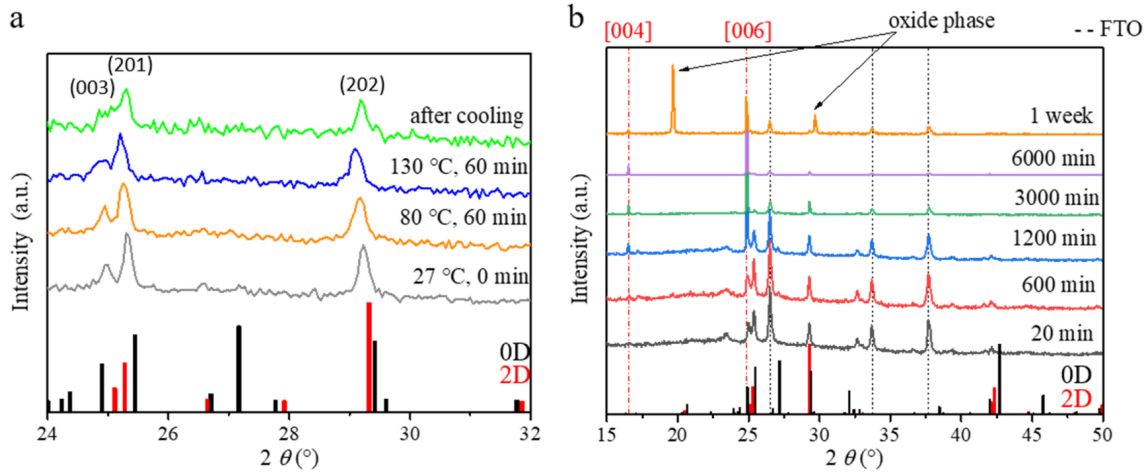 a
(003)
(201)
(202)
after cooling
130 °C, 60 min
80 °C, 60 min
27 °C, 0 min
0D
2D
Intensity (a.u.)
24 26 28 30 32
2 θ (°)
b
[004]
[006]
oxide phase
-- FTO
1 week
6000 min
3000 min
1200 min
600 min
20 min
0D
2D
Intensity (a.u.)
15 20 25 30 35 40 45 50
2 θ (°)